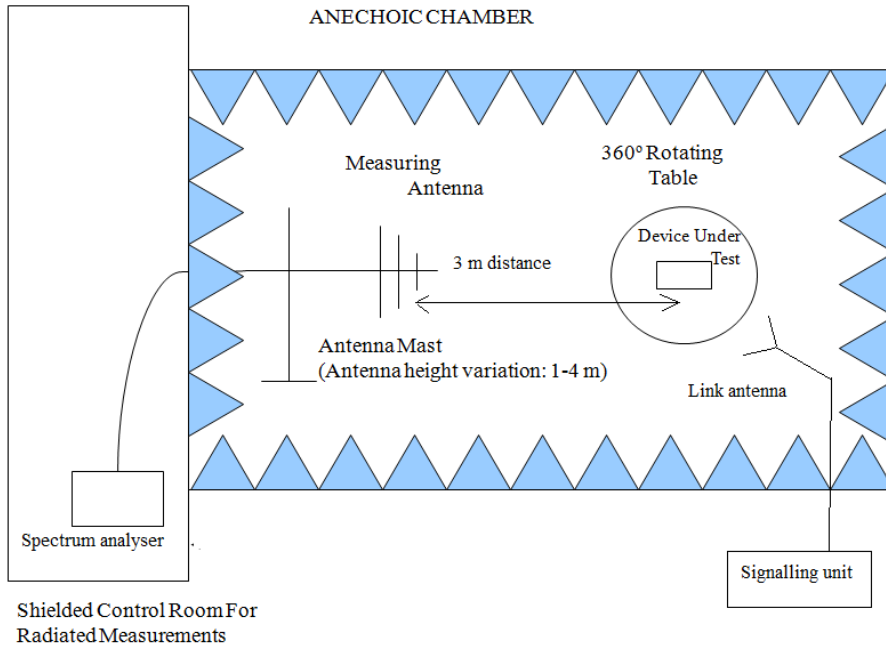 ANECHOIC CHAMBER
Measuring
Antenna
360º Rotating
Table
Device Under
Test
3 m distance
Antenna Mast
(Antenna height variation: 1-4 m)
Link antenna
Spectrum analyser
Signalling unit
Shielded Control Room For
Radiated Measurements